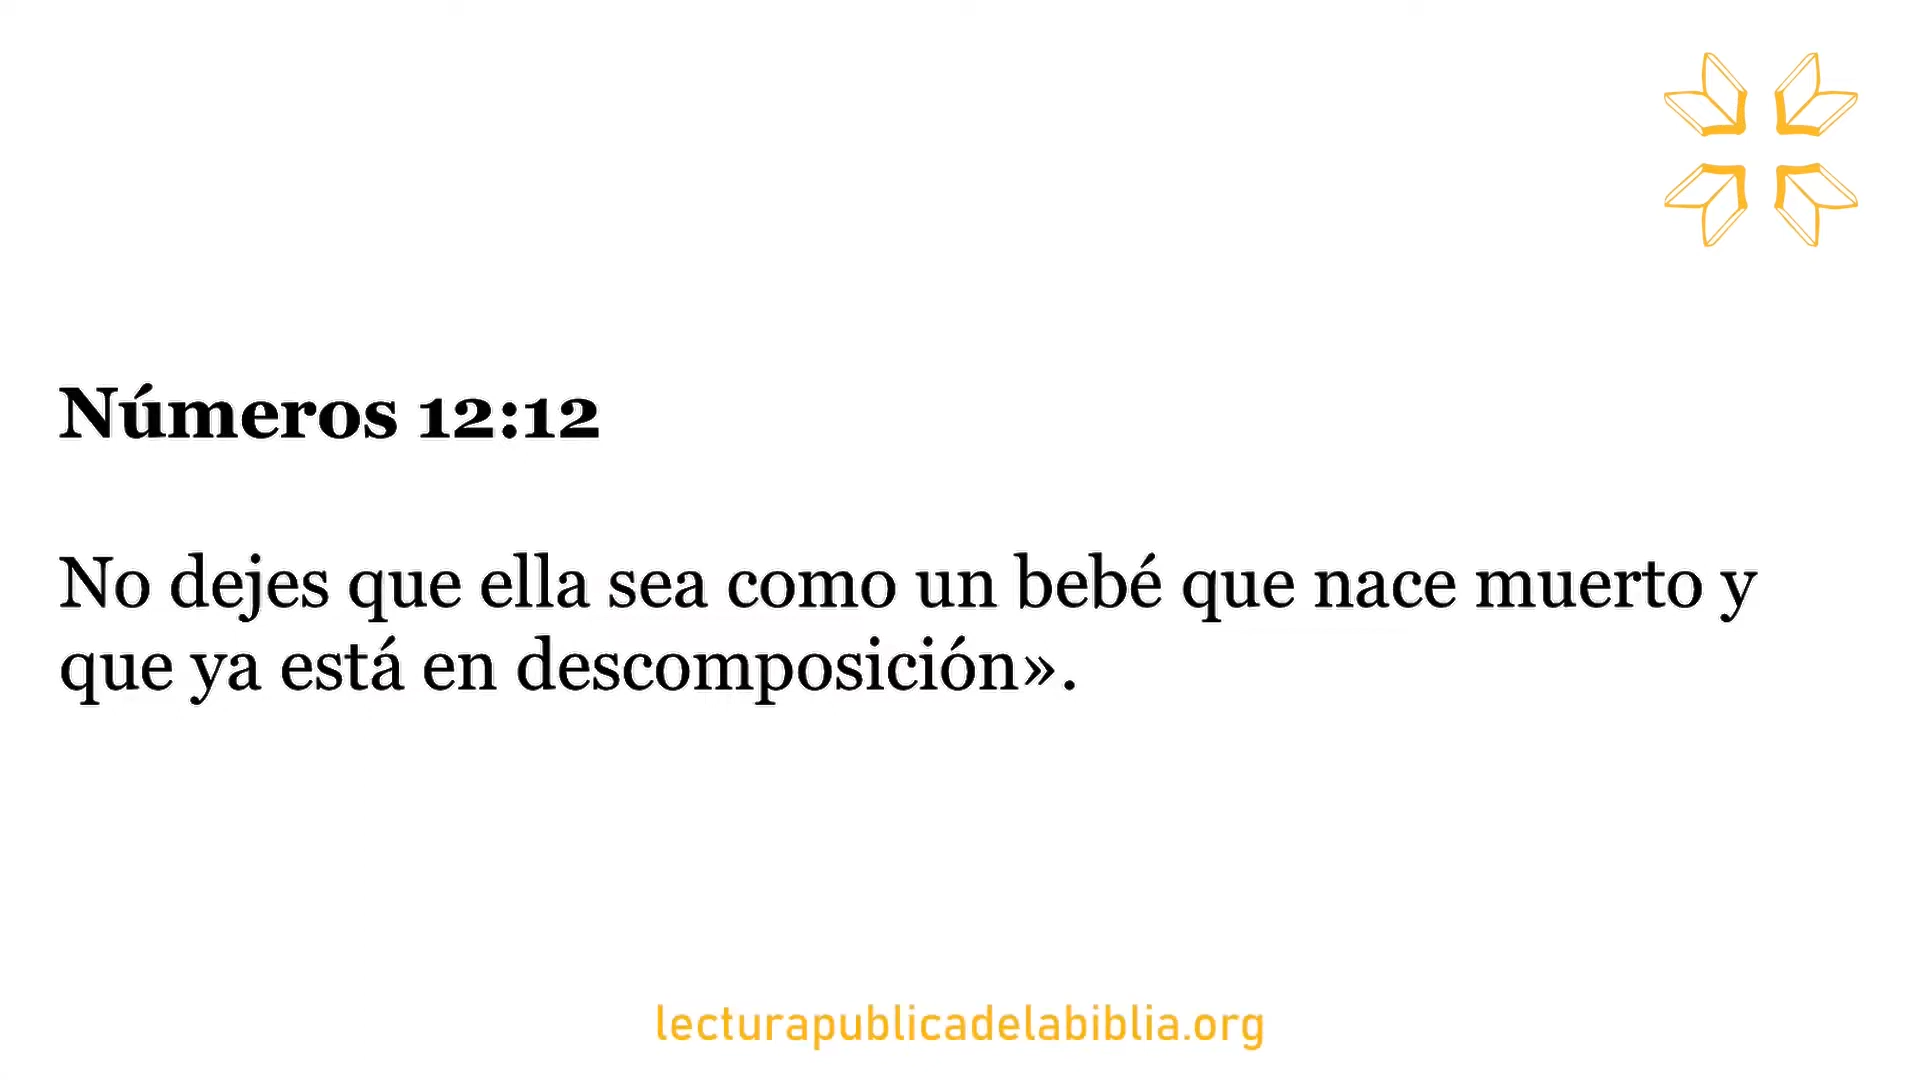 Números 12:12
No dejes que ella sea como un bebé que nace muerto y
que ya está en descomposición».
lecturapublicadelabiblia.org